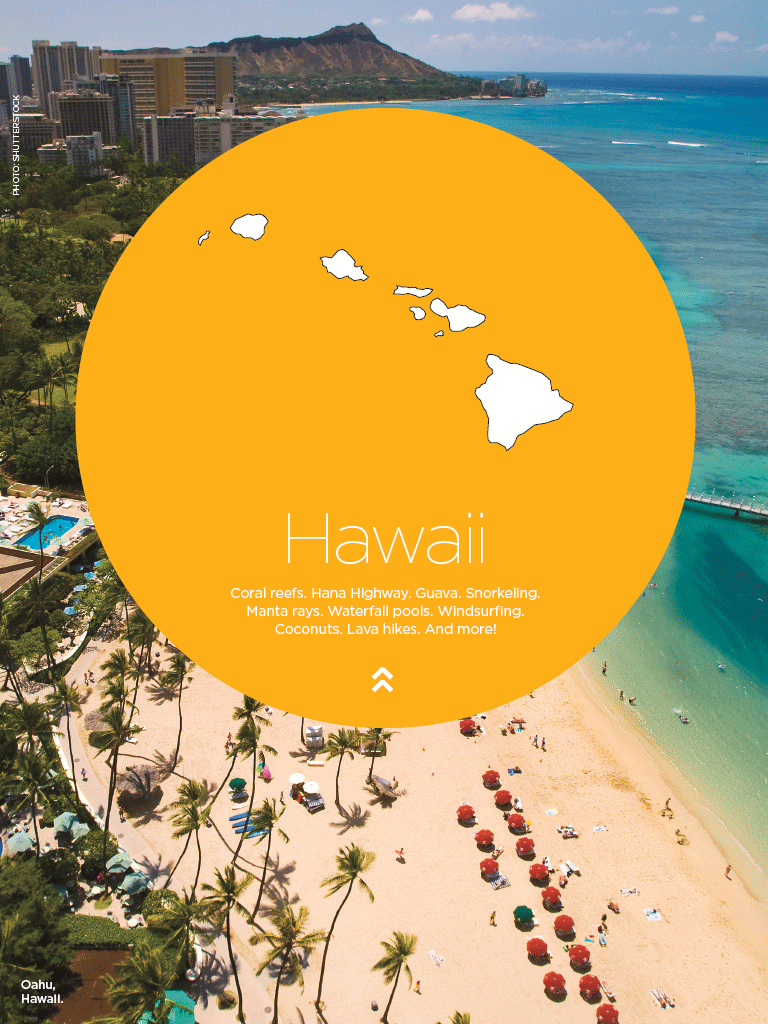 PHOTO: SHUTTERSTOCK
Hawaii
Coral reefs. Hana Highway. Guava. Snorkeling.
Manta rays. Waterfall pools. Windsurfing.
Coconuts. Lava hikes. And more!
Oahu,
Hawaii.